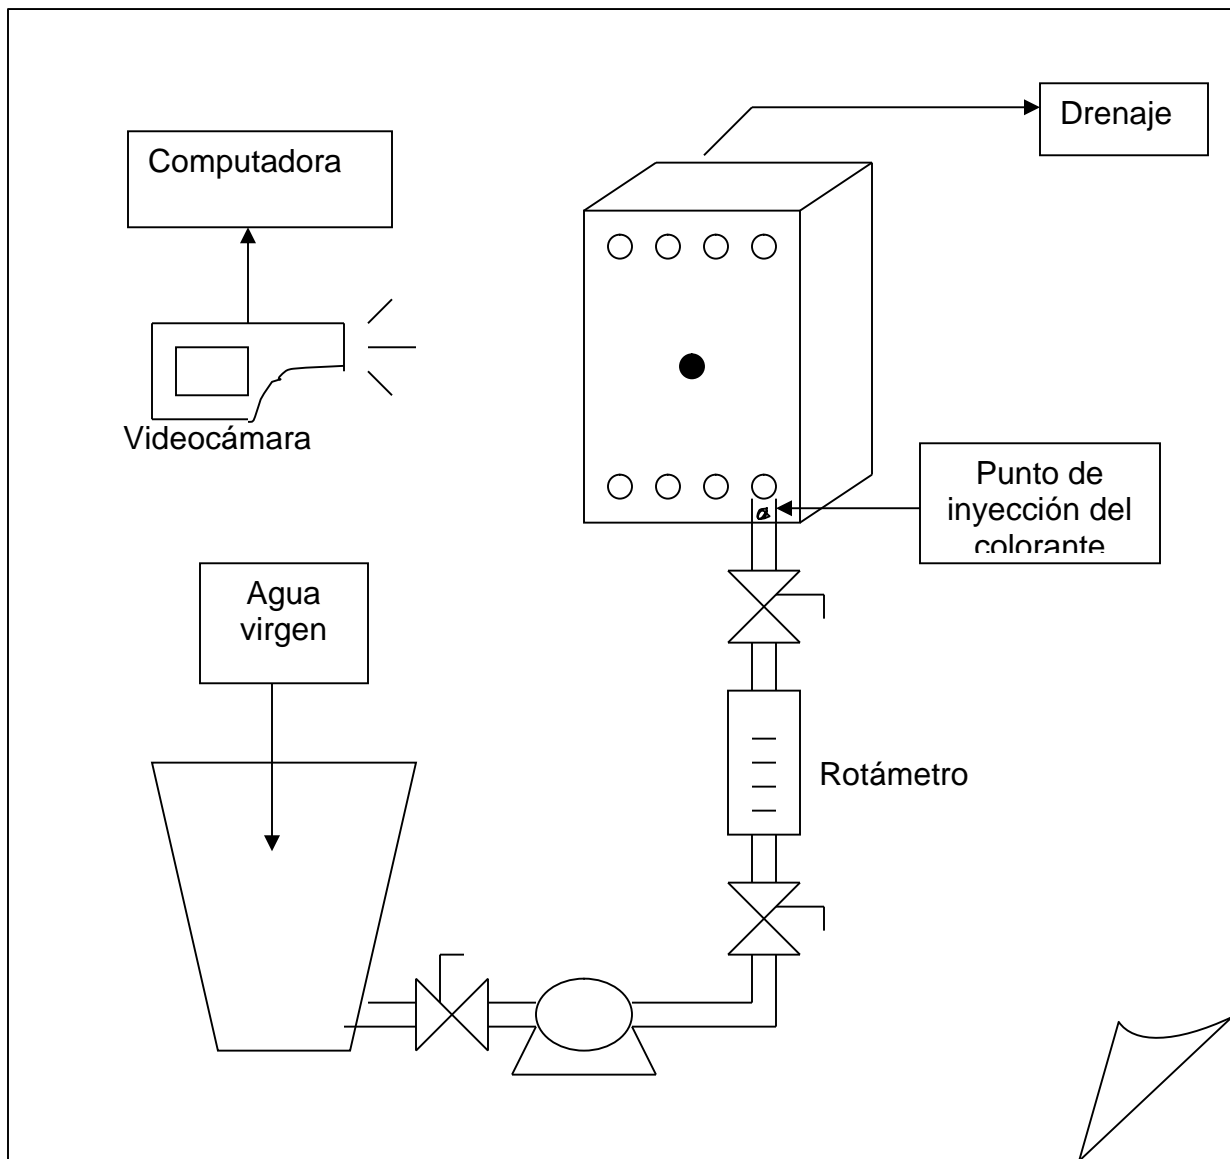 Drenaje
Computadora
Videocámara
Punto de
inyección del
colorante
Agua
virgen
Rotámetro